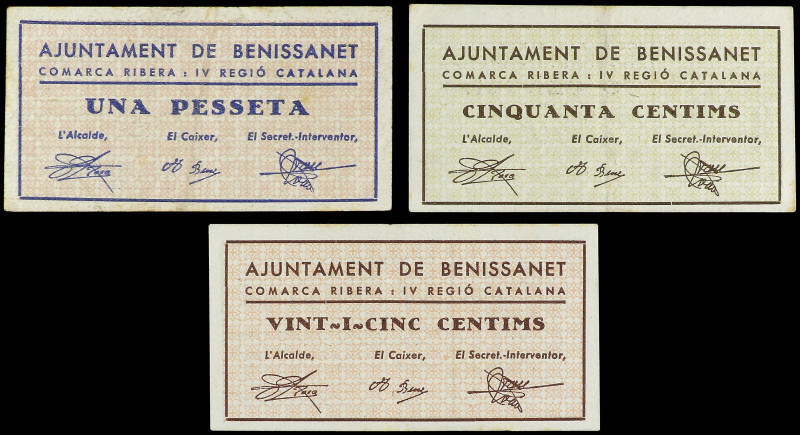 AJUNTAMENT DE BENISSANET
COMARCA RIBERA : IV REGIÓ CATALANA
UNA PESSETA
L'Alcalde, El Caixer, El Secret.-Interventor,
AJUNTAMENT DE BENISSANET
COMARCA RIBERA : IV REGIÓ CATALANA
CINQUANTA CENTIMS
L'Alcalde, El Caixer, El Secret.-Interventor,
AJUNTAMENT DE BENISSANET
COMARCA RIBERA : IV REGIÓ CATALANA
VINT~I~CINC CENTIMS
L'Alcalde, El Caixer, El Secret.-Interventor,